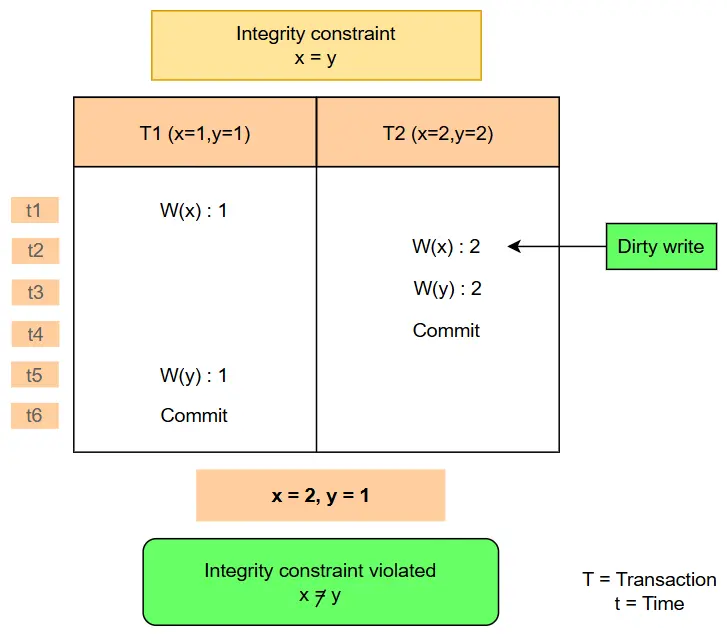 Integrity constraint
x = y
T1 (x=1,y=1)
T2 (x=2,y=2)
t1
W(x) : 1
t2
W(x) : 2
Dirty write
t3
W(y) : 2
t4
Commit
t5
W(y) : 1
t6
Commit
x = 2, y = 1
Integrity constraint violated
x ≠ y
T = Transaction
t = Time